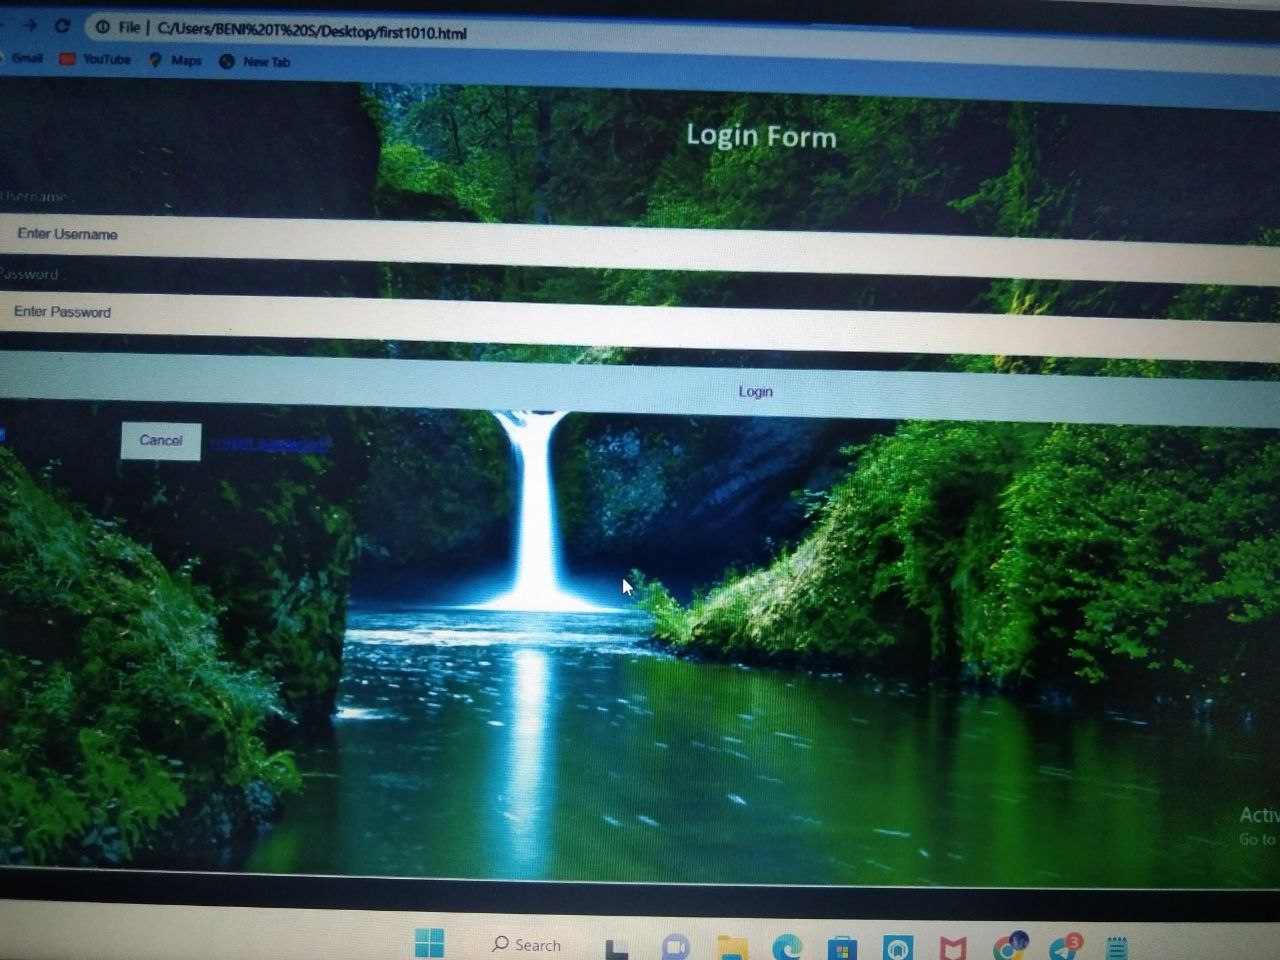 File | C:/Users/BENI%20T%20S/Desktop/first1010.html
Gmail YouTube Maps New Tab
Login Form
Username :
Enter Username
Password :
Enter Password
Login
Cancel Forgot password?
Activ
Go to
Search
3